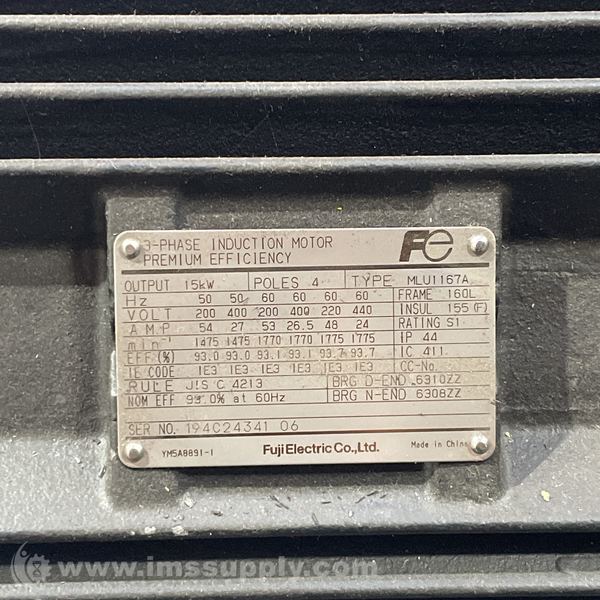 3-PHASE INDUCTION MOTOR
PREMIUM EFFICIENCY
Fe
OUTPUT 15kW POLES 4 TYPE MLU1167A
Hz 50 50 60 60 60 60 FRAME 160L
VOLT 200 400 200 400 220 440 INSUL 155 (F)
AMP 54 27 53 26.5 48 24 RATING S1
min⁻¹ 1475 1475 1770 1770 1775 1775 IP 44
EFF.(%) 93.0 93.0 93.1 93.1 93.7 93.7 IC 411
IE CODE IE3 IE3 IE3 IE3 IE3 IE3 CC-No.
RULE JIS C 4213 BRG D-END 6310ZZ
NOM EFF 93.0% at 60Hz BRG N-END 6308ZZ
SER NO. 194C24341 06
YM5A8891-1 Fuji Electric Co., Ltd. Made in China
www.imssupply.com